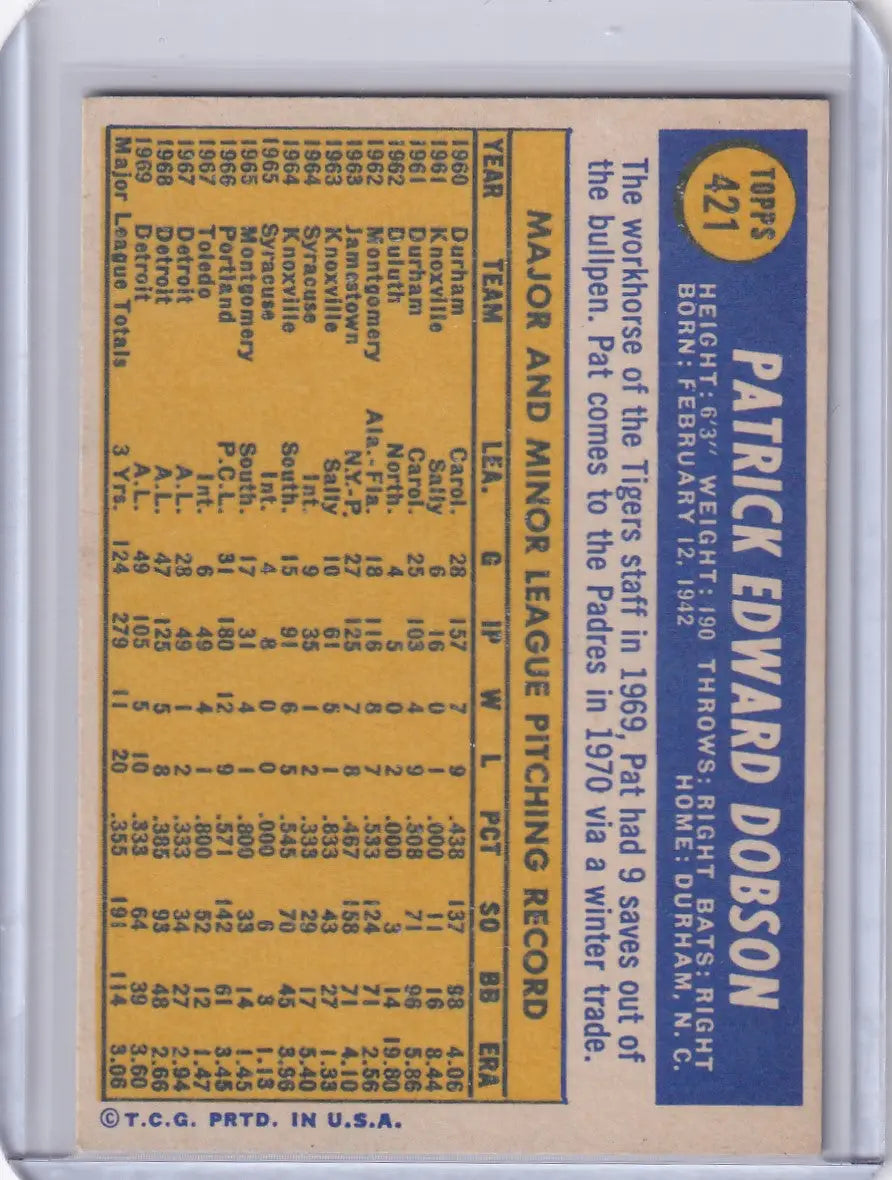 TOPPS
421
PATRICK EDWARD DOBSON
HEIGHT: 6'3" WEIGHT: 190 THROWS: RIGHT BATS: RIGHT
BORN: FEBRUARY 12, 1942 HOME: DURHAM, N. C.
The workhorse of the Tigers staff in 1969, Pat had 9 saves out of
the bullpen. Pat comes to the Padres in 1970 via a winter trade.
MAJOR AND MINOR LEAGUE PITCHING RECORD
YEAR TEAM LEA. G IP W L PCT SO BB ERA
1960 Durham Carol. 28 157 7 9 .438 137 98 4.06
1961 Knoxville Sally 6 16 0 1 .000 11 16 8.44
1961 Durham Carol. 25 103 4 9 .308 71 96 5.86
1962 Duluth North. 4 5 0 2 .000 3 14 19.80
1962 Montgomery Ala.-Fla. 18 116 8 7 .533 124 71 2.56
1963 Jamestown N.Y.-P. 27 125 7 8 .467 158 71 4.10
1963 Knoxville Sally 10 61 5 1 .833 43 27 1.33
1964 Syracuse Int. 9 35 1 2 .333 29 17 5.40
1964 Knoxville South. 15 91 6 5 .545 70 45 3.96
1965 Syracuse Int. 4 8 0 0 .000 6 3 1.13
1965 Montgomery South. 17 31 4 1 .800 33 14 1.45
1966 Portland P.C.L. 31 180 12 9 .571 142 61 3.45
1967 Toledo Int. 6 49 4 1 .800 52 12 1.47
1967 Detroit A.L. 28 49 1 2 .333 34 27 2.94
1968 Detroit A.L. 47 125 5 8 .385 93 48 2.66
1969 Detroit A.L. 49 105 5 10 .333 64 39 3.60
Major League Totals 3 Yrs. 124 279 11 20 .355 191 114 3.06
© T.C.G. PRTD. IN U.S.A.